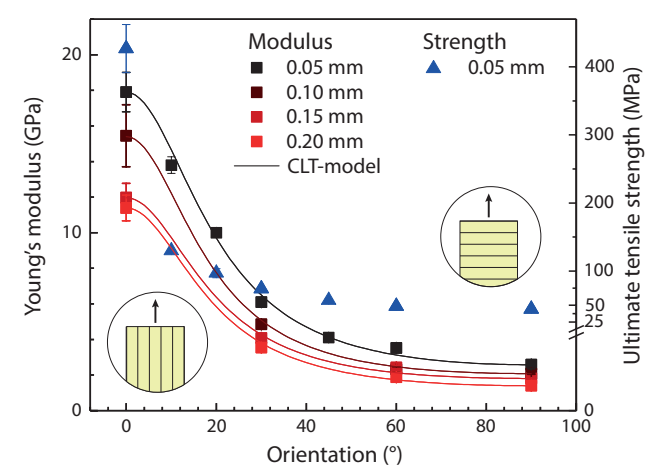 Modulus
0.05 mm
0.10 mm
0.15 mm
0.20 mm
CLT-model
Strength
0.05 mm
Young's modulus (GPa)
20
10
0
Ultimate tensile strength (MPa)
400
300
200
100
50
25
0
0
20
40
60
80
100
Orientation (°)